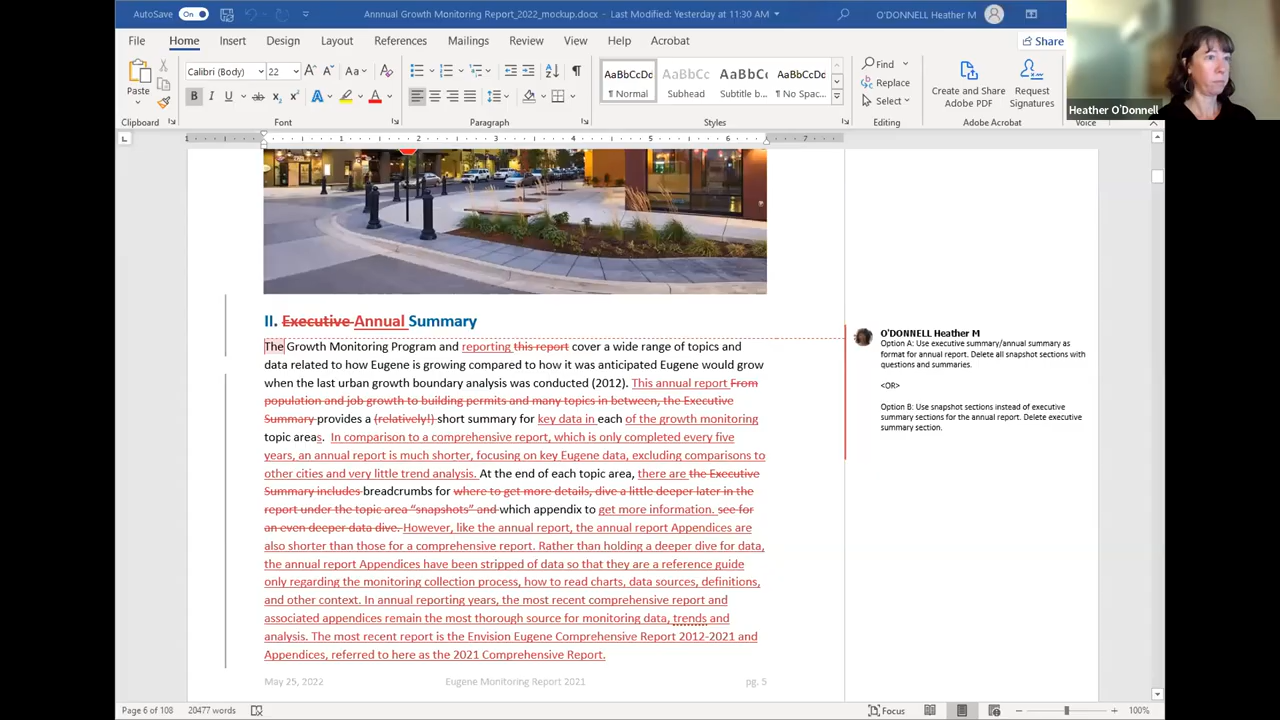 AutoSave On Annnual Growth Monitoring Report_2022_mockup.docx - Last Modified: Yesterday at 11:30 AM O'DONNELL Heather M
File Home Insert Design Layout References Mailings Review View Help Acrobat Share
Paste Calibri (Body) 22 A A Aa B I U ab x2 x2 A A
AaBbCcDc AaBbCcDc AaBbCc AaBbCcDc
¶ Normal Subhead Subtitle b... ¶ No Spac...
Find Replace Select
Create and Share Adobe PDF Request Signatures
Heather O'Donnell
Clipboard Font Paragraph Styles Editing Adobe Acrobat Voice
1 1 2 3 4 5 6 7
II. Executive Annual Summary
The Growth Monitoring Program and reporting this report cover a wide range of topics and
data related to how Eugene is growing compared to how it was anticipated Eugene would grow
when the last urban growth boundary analysis was conducted (2012). This annual report From
population and job growth to building permits and many topics in between, the Executive
Summary provides a (relatively!) short summary for key data in each of the growth monitoring
topic areas. In comparison to a comprehensive report, which is only completed every five
years, an annual report is much shorter, focusing on key Eugene data, excluding comparisons to
other cities and very little trend analysis. At the end of each topic area, there are the Executive
Summary includes breadcrumbs for where to get more details, dive a little deeper later in the
report under the topic area “snapshots” and which appendix to get more information. see for
an even deeper data dive. However, like the annual report, the annual report Appendices are
also shorter than those for a comprehensive report. Rather than holding a deeper dive for data,
the annual report Appendices have been stripped of data so that they are a reference guide
only regarding the monitoring collection process, how to read charts, data sources, definitions,
and other context. In annual reporting years, the most recent comprehensive report and
associated appendices remain the most thorough source for monitoring data, trends and
analysis. The most recent report is the Envision Eugene Comprehensive Report 2012-2021 and
Appendices, referred to here as the 2021 Comprehensive Report.
May 25, 2022 Eugene Monitoring Report 2021 pg. 5
O'DONNELL Heather M
Option A: Use executive summary/annual summary as
format for annual report. Delete all snapshot sections with
questions and summaries.
<OR>
Option B: Use snapshot sections instead of executive
summary sections for the annual report. Delete executive
summary section.
Page 6 of 108 20477 words Focus 100%